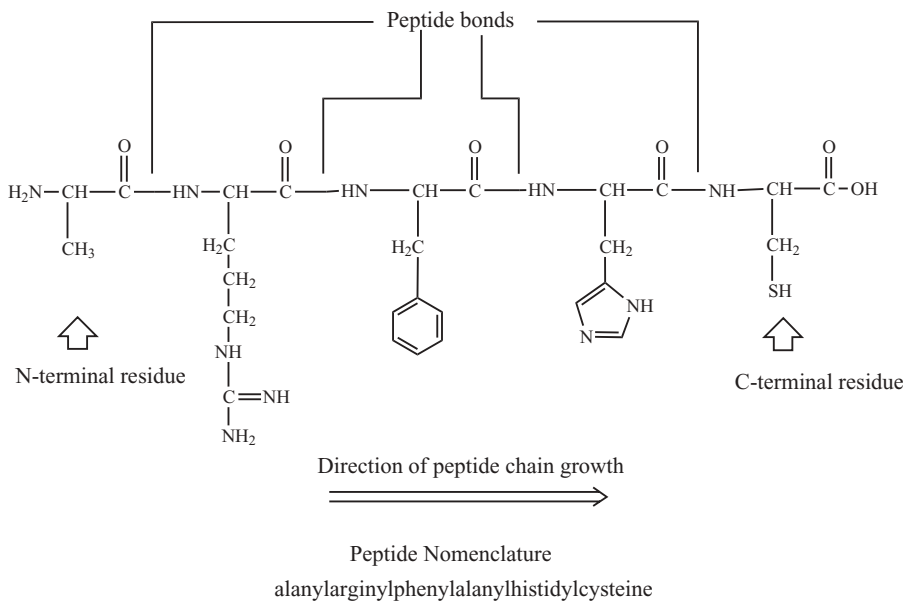 Peptide bonds
O O O O O
H₂N—CH—C—HN—CH—C—HN—CH—C—HN—CH—C—NH—CH—C—OH
CH₃ H₂C H₂C CH₂ CH₂
CH₂
CH₂ SH
NH N NH
N-terminal residue C-terminal residue
C=NH
NH₂
Direction of peptide chain growth
Peptide Nomenclature
alanylarginylphenylalanylhistidylcysteine